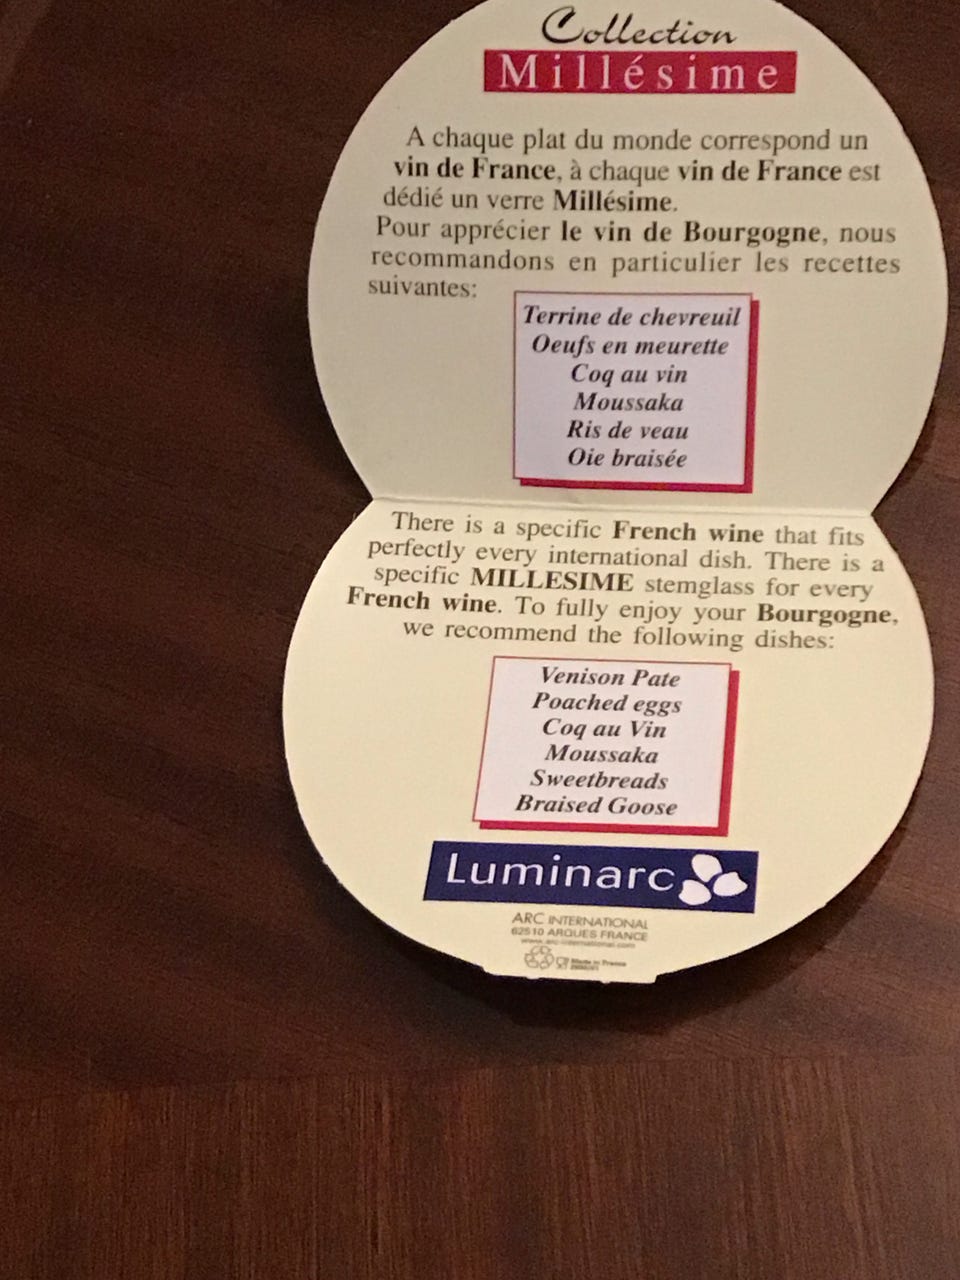 Collection
Millésime
A chaque plat du monde correspond un
vin de France, à chaque vin de France est
dédié un verre Millésime.
Pour apprécier le vin de Bourgogne, nous
recommandons en particulier les recettes
suivantes:
Terrine de chevreuil
Oeufs en meurette
Coq au vin
Moussaka
Ris de veau
Oie braisée
There is a specific French wine that fits
perfectly every international dish. There is a
specific MILLESIME stemglass for every
French wine. To fully enjoy your Bourgogne,
we recommend the following dishes:
Venison Pate
Poached eggs
Coq au Vin
Moussaka
Sweetbreads
Braised Goose
Luminarc
ARC INTERNATIONAL
62510 ARQUES FRANCE
www.arc-international.com
Made in France